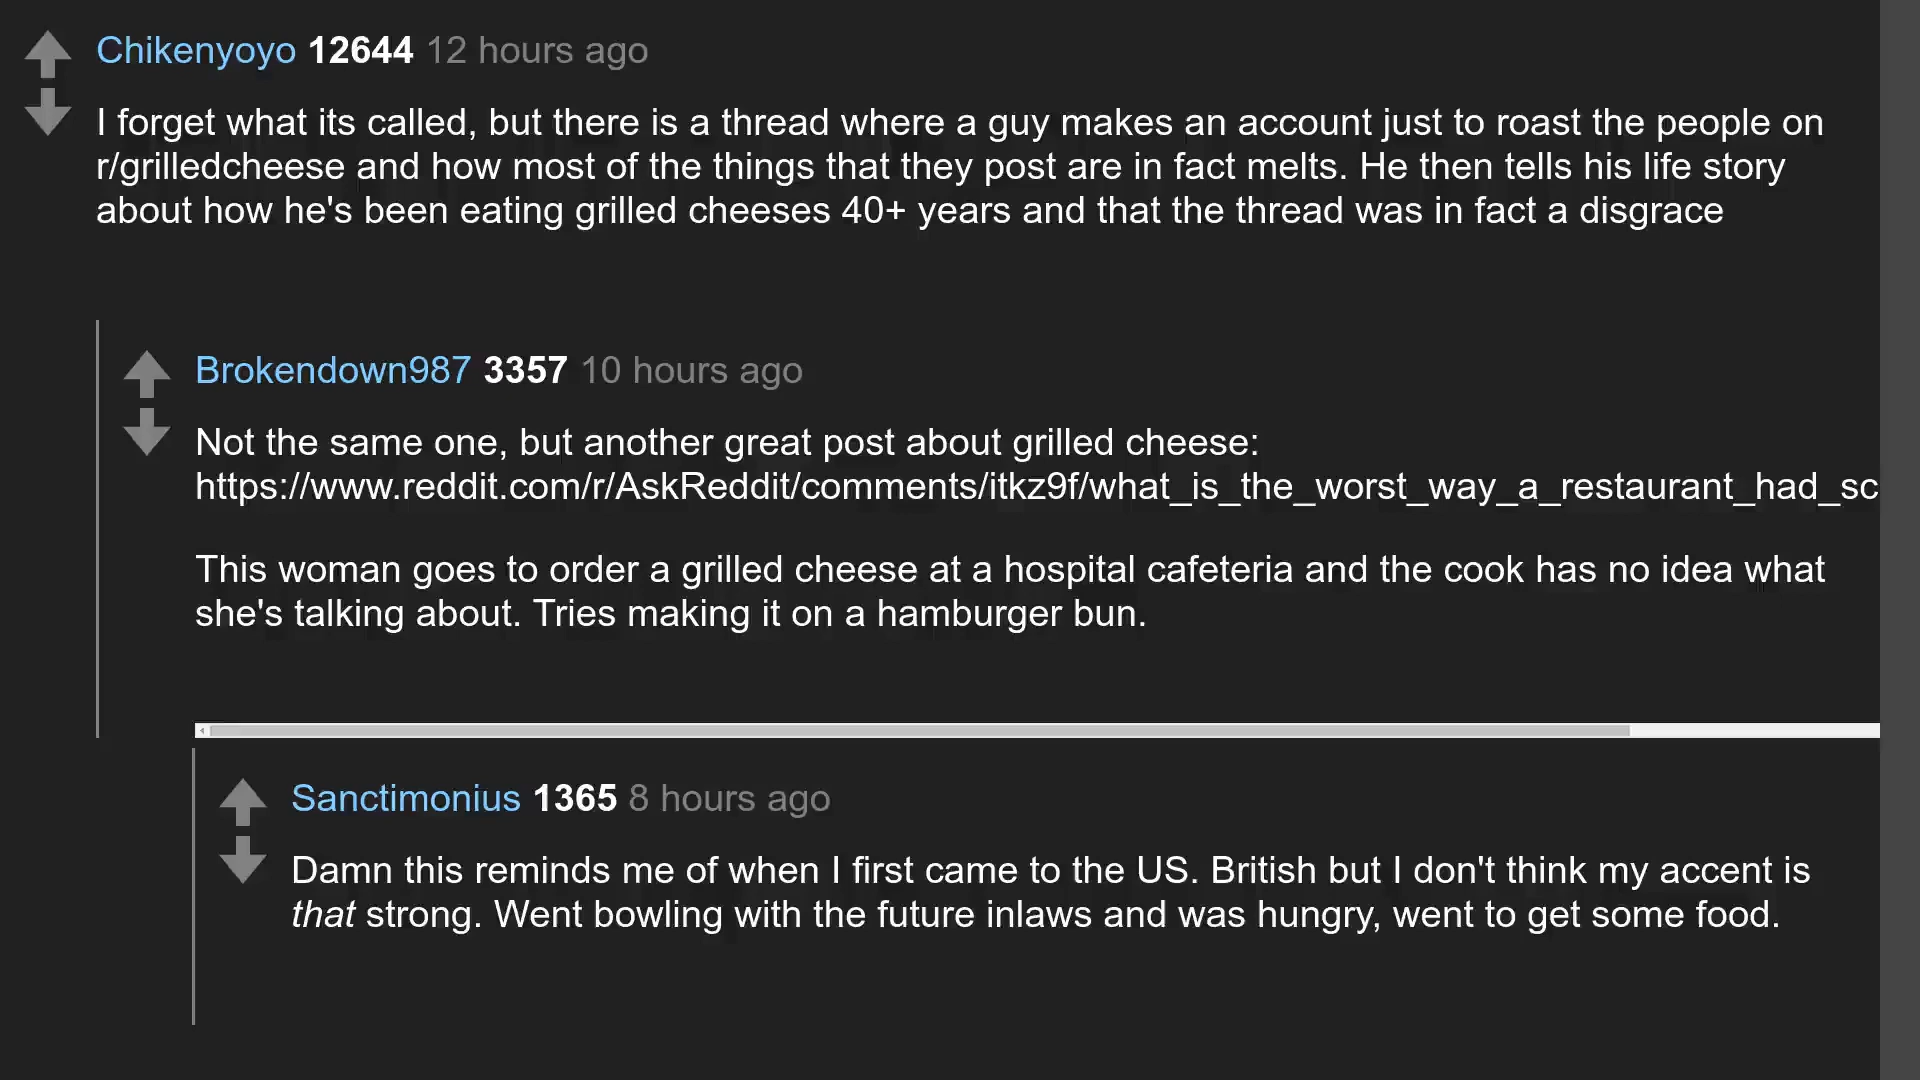 Chikenyoyo 12644 12 hours ago
I forget what its called, but there is a thread where a guy makes an account just to roast the people on
r/grilledcheese and how most of the things that they post are in fact melts. He then tells his life story
about how he's been eating grilled cheeses 40+ years and that the thread was in fact a disgrace
Brokendown987 3357 10 hours ago
Not the same one, but another great post about grilled cheese:
https://www.reddit.com/r/AskReddit/comments/itkz9f/what_is_the_worst_way_a_restaurant_had_sc
This woman goes to order a grilled cheese at a hospital cafeteria and the cook has no idea what
she's talking about. Tries making it on a hamburger bun.
Sanctimonius 1365 8 hours ago
Damn this reminds me of when I first came to the US. British but I don't think my accent is
that strong. Went bowling with the future inlaws and was hungry, went to get some food.